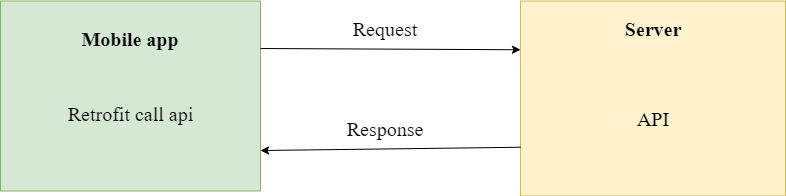 Mobile app
Request
Server
Retrofit call api
API
Response